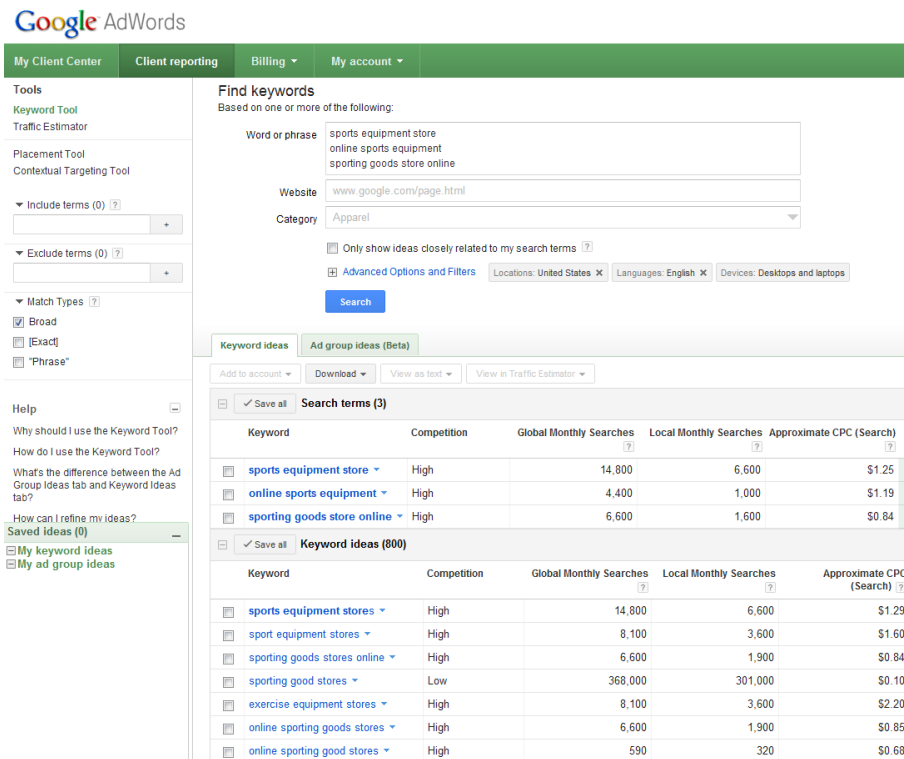 Google AdWords
My Client Center Client reporting Billing My account
Tools
Keyword Tool
Traffic Estimator
Placement Tool
Contextual Targeting Tool
Include terms (0) ?
+
Exclude terms (0) ?
+
Match Types ?
Broad
[Exact]
"Phrase"
Help
Why should I use the Keyword Tool?
How do I use the Keyword Tool?
What's the difference between the Ad
Group Ideas tab and Keyword Ideas
tab?
How can I refine my ideas?
Saved ideas (0)
My keyword ideas
My ad group ideas
Find keywords
Based on one or more of the following:
Word or phrase sports equipment store
online sports equipment
sporting goods store online
Website www.google.com/page.html
Category Apparel
Only show ideas closely related to my search terms ?
Advanced Options and Filters Locations: United States × Languages: English × Devices: Desktops and laptops
Search
Keyword ideas Ad group ideas (Beta)
Add to account Download View as text View in Traffic Estimator
Save all Search terms (3)
Keyword Competition Global Monthly Searches ? Local Monthly Searches ? Approximate CPC (Search) ?
sports equipment store High 14,800 6,600 $1.25
online sports equipment High 4,400 1,000 $1.19
sporting goods store online High 6,600 1,600 $0.84
Save all Keyword ideas (800)
Keyword Competition Global Monthly Searches Local Monthly Searches Approximate CPC
? ? (Search) ?
sports equipment stores High 14,800 6,600 $1.29
sport equipment stores High 8,100 3,600 $1.60
sporting goods stores online High 6,600 1,900 $0.84
sporting good stores Low 368,000 301,000 $0.10
exercise equipment stores High 8,100 3,600 $2.20
online sporting goods stores High 6,600 1,900 $0.85
online sporting good stores High 590 320 $0.68